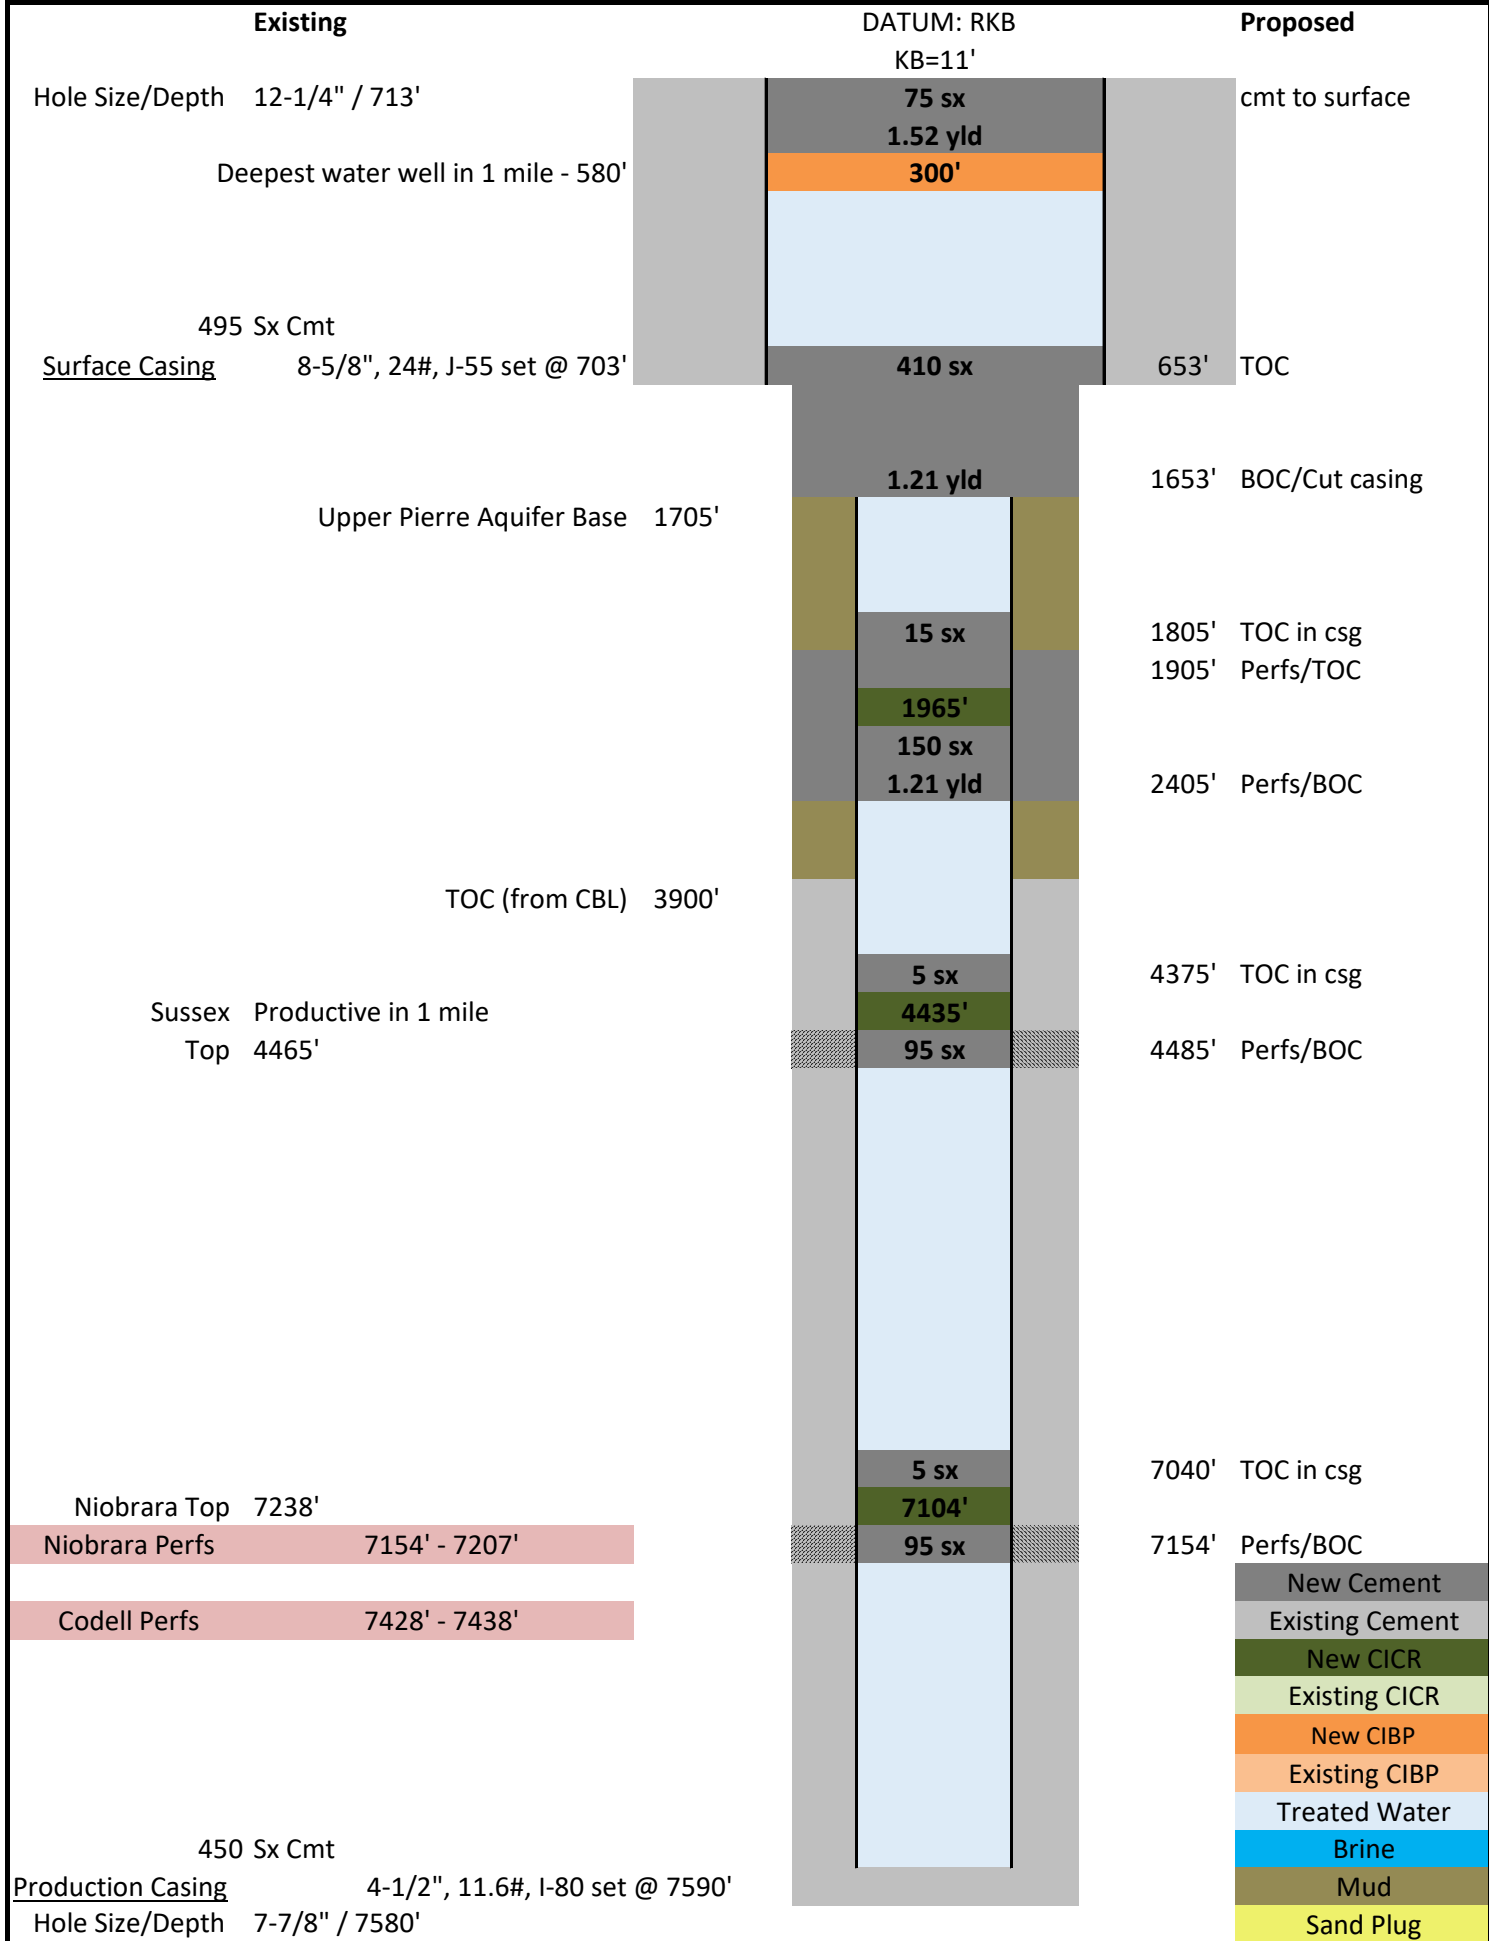 Existing DATUM: RKB Proposed
KB=11'
Hole Size/Depth 12-1/4" / 713' 75 sx cmt to surface
1.52 yld
Deepest water well in 1 mile - 580' 300'
495 Sx Cmt
Surface Casing 8-5/8", 24#, J-55 set @ 703' 410 sx 653' TOC
1.21 yld 1653' BOC/Cut casing
Upper Pierre Aquifer Base 1705'
15 sx 1805' TOC in csg
1905' Perfs/TOC
1965'
150 sx
1.21 yld 2405' Perfs/BOC
TOC (from CBL) 3900'
5 sx 4375' TOC in csg
Sussex Productive in 1 mile 4435'
Top 4465' 95 sx 4485' Perfs/BOC
5 sx 7040' TOC in csg
Niobrara Top 7238' 7104'
Niobrara Perfs 7154' - 7207' 95 sx 7154' Perfs/BOC
New Cement
Codell Perfs 7428' - 7438' Existing Cement
New CICR
Existing CICR
New CIBP
Existing CIBP
Treated Water
450 Sx Cmt Brine
Production Casing 4-1/2", 11.6#, I-80 set @ 7590' Mud
Hole Size/Depth 7-7/8" / 7580' Sand Plug